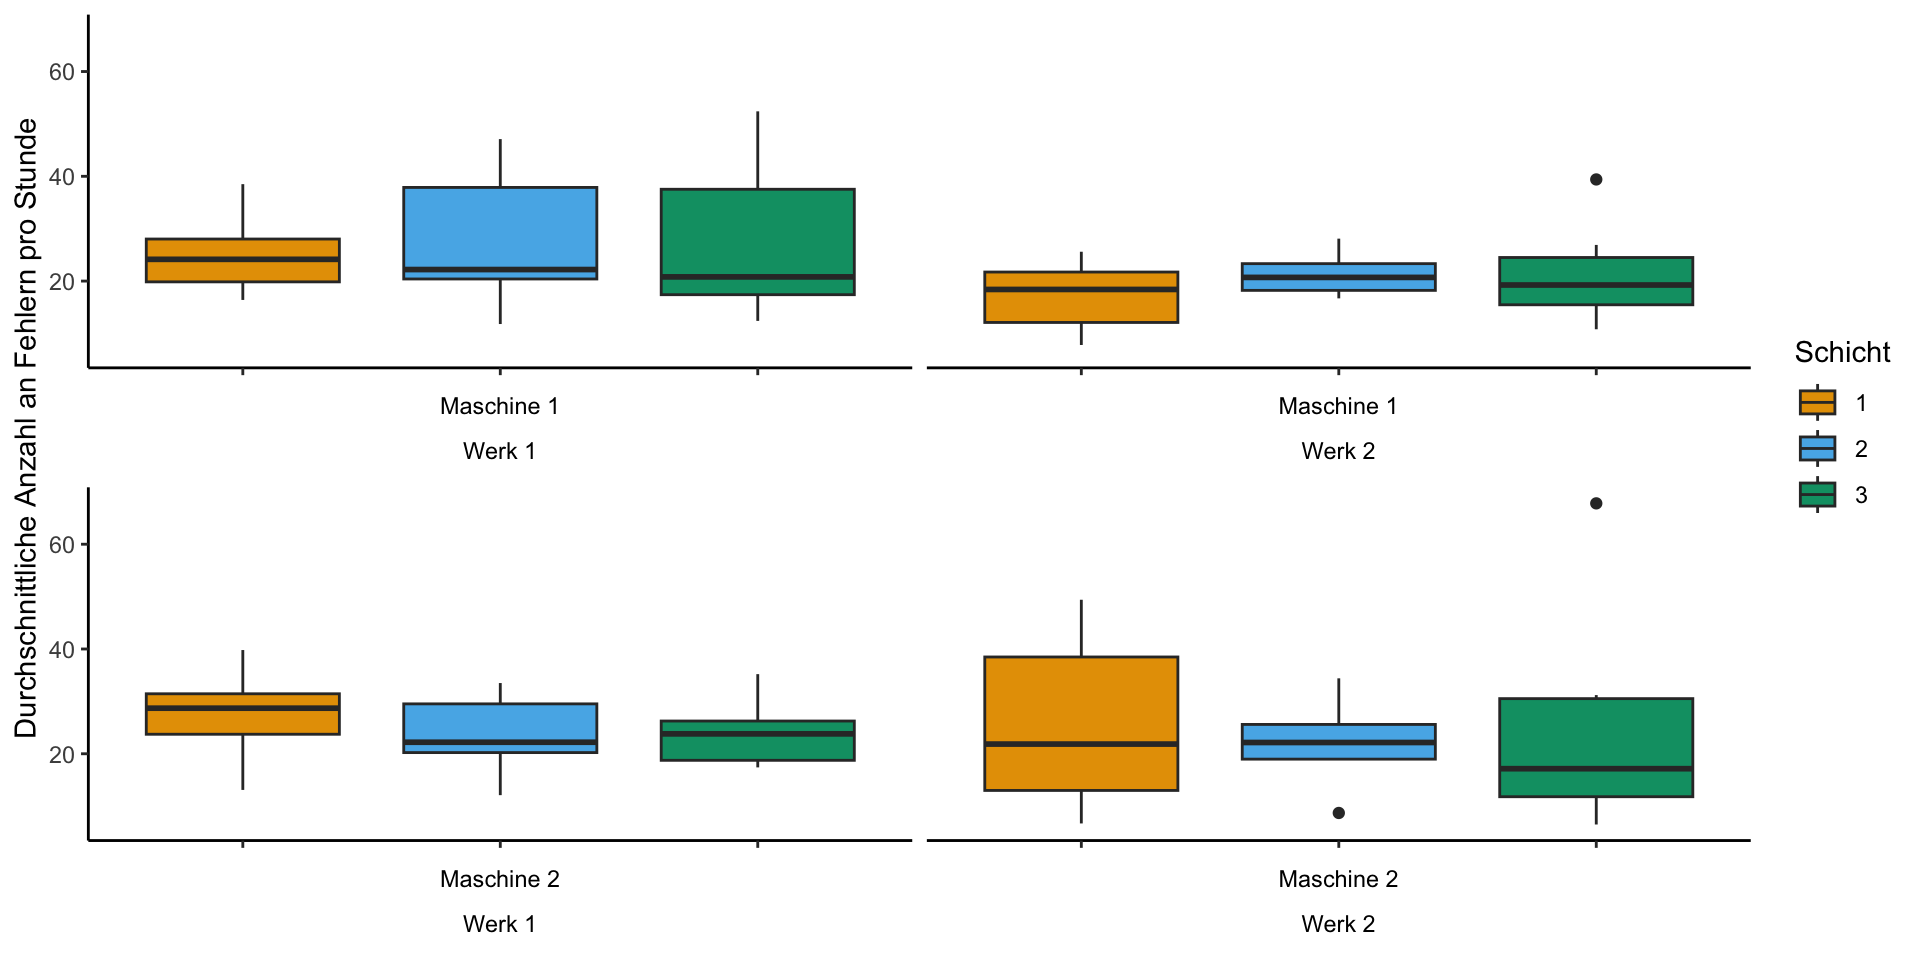 Durchschnittliche Anzahl an Fehlern pro Stunde
60
40
20
Maschine 1
Werk 1
Maschine 1
Werk 2
60
40
20
Maschine 2
Werk 1
Maschine 2
Werk 2
Schicht
1
2
3